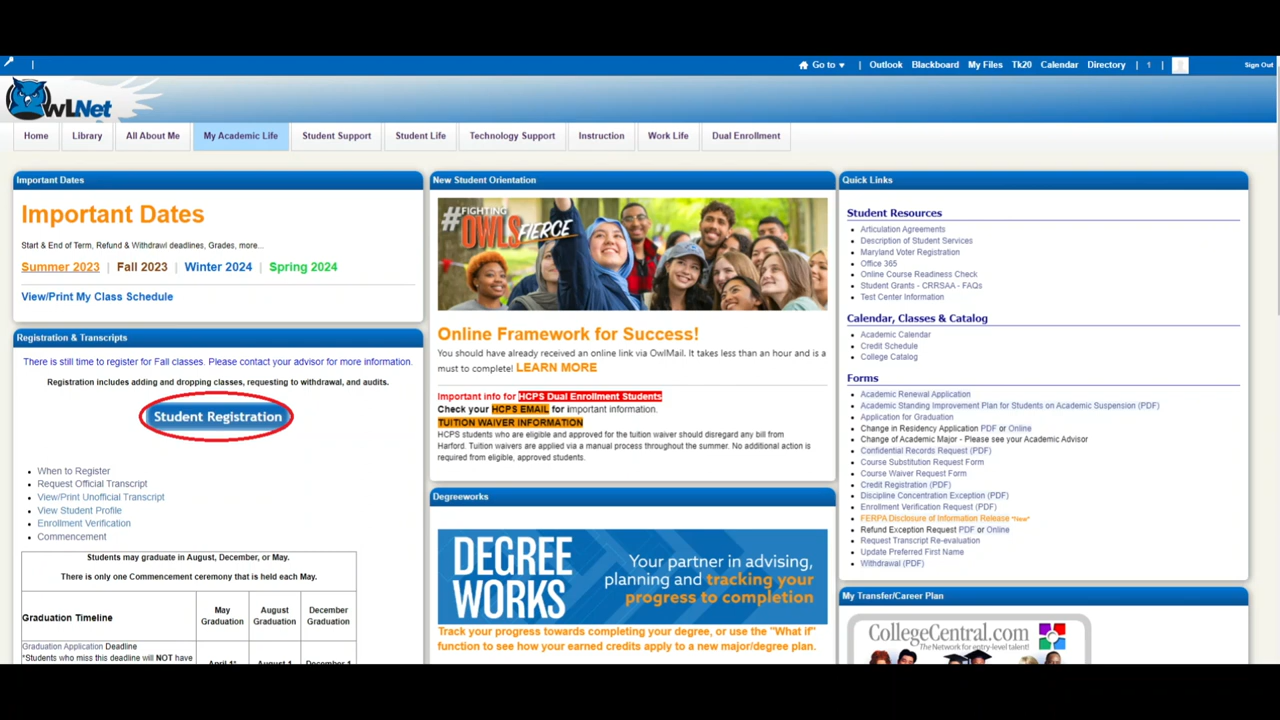 Go to
Outlook
Blackboard
My Files
Tk20
Calendar
Directory
1
Sign Out
OwlNet
Home
Library
All About Me
My Academic Life
Student Support
Student Life
Technology Support
Instruction
Work Life
Dual Enrollment
Important Dates
Important Dates
Start & End of Term, Refund & Withdrawl deadlines, Grades, more...
Summer 2023 | Fall 2023 | Winter 2024 | Spring 2024
View/Print My Class Schedule
Registration & Transcripts
There is still time to register for Fall classes. Please contact your advisor for more information.
Registration includes adding and dropping classes, requesting to withdrawal, and audits.
Student Registration
When to Register
Request Official Transcript
View/Print Unofficial Transcript
View Student Profile
Enrollment Verification
Commencement
Students may graduate in August, December, or May.
There is only one Commencement ceremony that is held each May.
Graduation Timeline
May Graduation
August Graduation
December Graduation
Graduation Application Deadline
*Students who miss this deadline will NOT have
April 1*
August 1
December 1
New Student Orientation
#FIGHTING
OWLSFIERCE
Online Framework for Success!
You should have already received an online link via OwlMail. It takes less than an hour and is a
must to complete! LEARN MORE
Important info for HCPS Dual Enrollment Students
Check your HCPS EMAIL for important information.
TUITION WAIVER INFORMATION
HCPS students who are eligible and approved for the tuition waiver should disregard any bill from
Harford. Tuition waivers are applied via a manual process throughout the summer. No additional action is
required from eligible, approved students.
Degreeworks
DEGREE
WORKS
Your partner in advising,
planning and tracking your
progress to completion
Track your progress towards completing your degree, or use the "What if"
function to see how your earned credits apply to a new major/degree plan.
Quick Links
Student Resources
Articulation Agreements
Description of Student Services
Maryland Voter Registration
Office 365
Online Course Readiness Check
Student Grants - CRRSAA - FAQs
Test Center Information
Calendar, Classes & Catalog
Academic Calendar
Credit Schedule
College Catalog
Forms
Academic Renewal Application
Academic Standing Improvement Plan for Students on Academic Suspension (PDF)
Application for Graduation
Change in Residency Application PDF or Online
Change of Academic Major - Please see your Academic Advisor
Confidential Records Request (PDF)
Course Substitution Request Form
Course Waiver Request Form
Credit Registration (PDF)
Discipline Concentration Exception (PDF)
Enrollment Verification Request (PDF)
FERPA Disclosure of Information Release *New*
Refund Exception Request PDF or Online
Request Transcript Re-evaluation
Update Preferred First Name
Withdrawal (PDF)
My Transfer/Career Plan
CollegeCentral.com
The Network for entry-level talent!